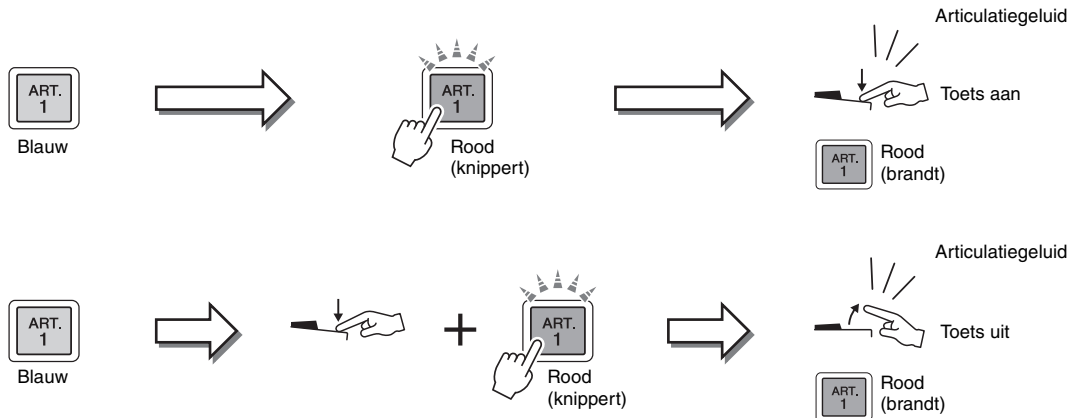 Articulatiegeluid
ART.
1
Blauw
ART.
1
Rood
(knippert)
Toets aan
ART.
1
Rood
(brandt)
Articulatiegeluid
ART.
1
Blauw
ART.
1
Rood
(knippert)
Toets uit
ART.
1
Rood
(brandt)